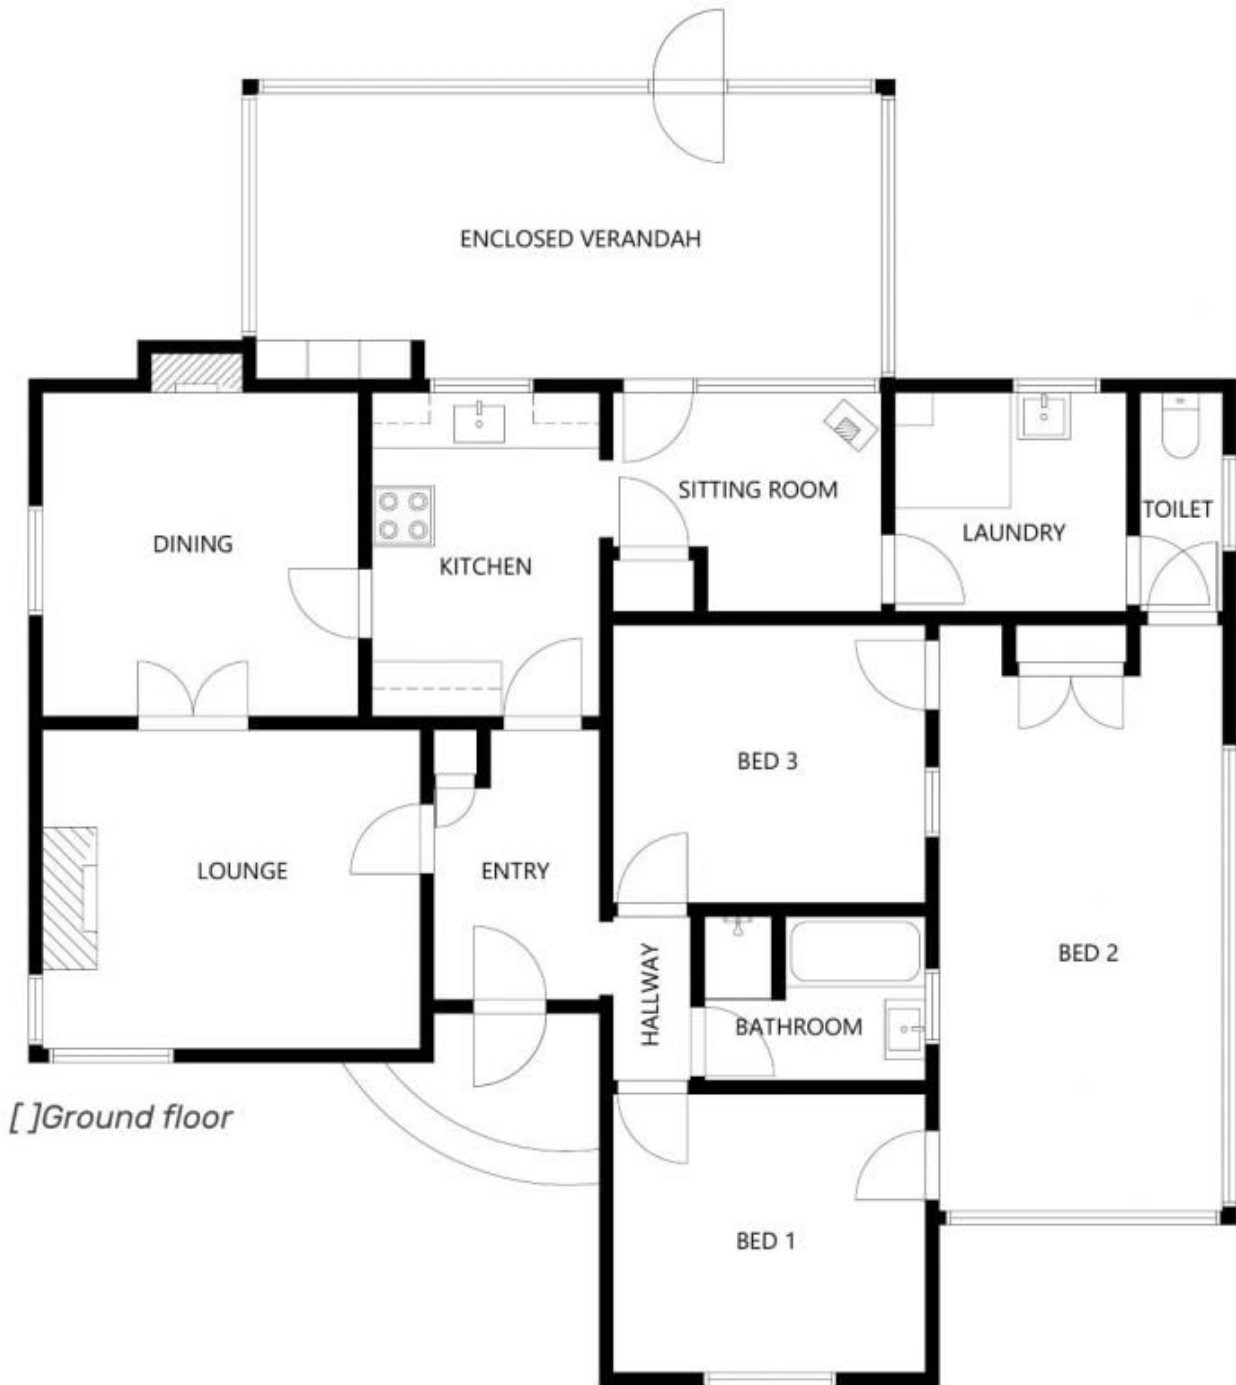 ENCLOSED VERANDAH
SITTING ROOM
TOILET
LAUNDRY
DINING
KITCHEN
BED 3
LOUNGE
ENTRY
BED 2
HALLWAY
BATHROOM
[ ]Ground floor
BED 1